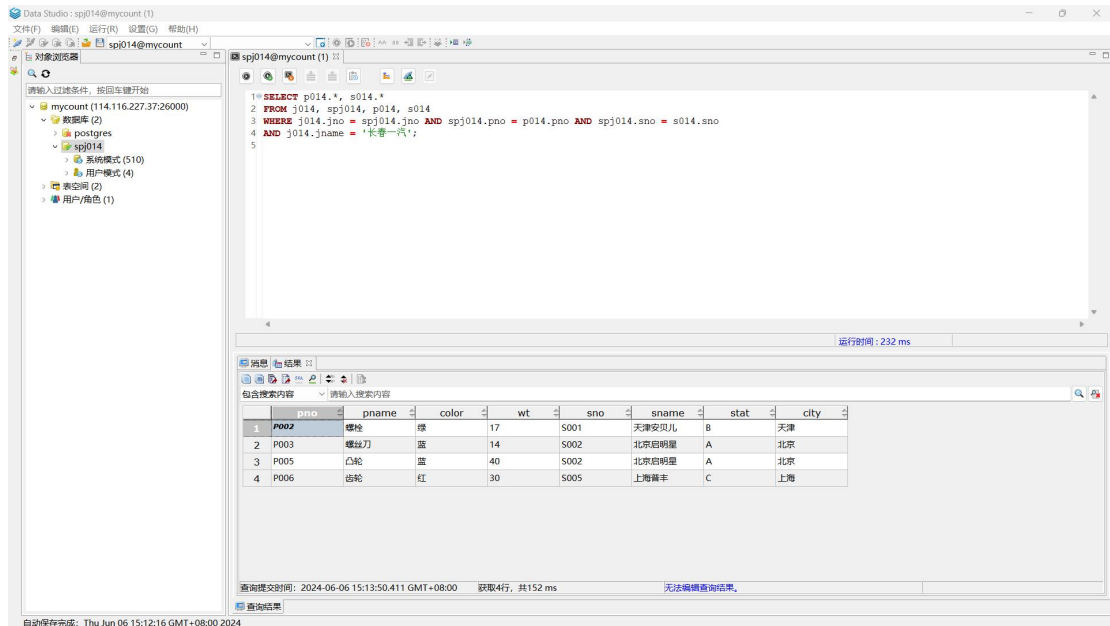 Data Studio : spj014@mycount (1)
文件(F) 编辑(E) 运行(R) 设置(G) 帮助(H)
spj014@mycount
对象浏览器
请输入过滤条件, 按回车键开始
mycount (114.116.227.37:26000)
数据库 (2)
postgres
spj014
系统模式 (510)
用户模式 (4)
表空间 (2)
用户/角色 (1)
spj014@mycount (1)
1 SELECT p014.*, s014.*
2 FROM j014, spj014, p014, s014
3 WHERE j014.jno = spj014.jno AND spj014.pno = p014.pno AND spj014.sno = s014.sno
4 AND j014.jname = '长春一汽';
5
运行时间 : 232 ms
消息 结果
包含搜索内容 请输入搜索内容
pno pname color wt sno sname stat city
1 P002 螺栓 绿 17 S001 天津安贝儿 B 天津
2 P003 螺丝刀 蓝 14 S002 北京启明星 A 北京
3 P005 凸轮 蓝 40 S002 北京启明星 A 北京
4 P006 齿轮 红 30 S005 上海普丰 C 上海
查询提交时间: 2024-06-06 15:13:50.411 GMT+08:00 获取4行, 共152 ms 无法编辑查询结果。
查询结果
自动保存完成: Thu Jun 06 15:12:16 GMT+08:00 2024